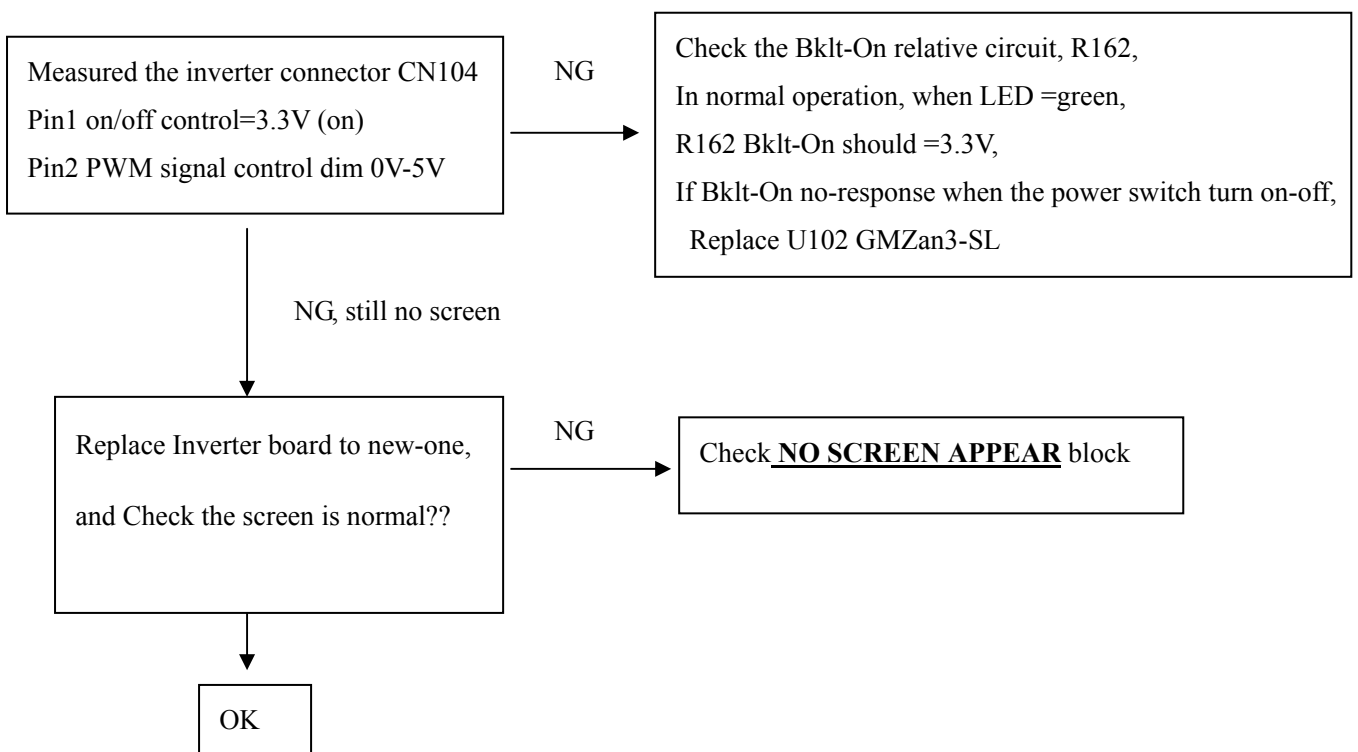 Measured the inverter connector CN104
Pin1 on/off control=3.3V (on)
Pin2 PWM signal control dim 0V-5V
NG
Check the Bklt-On relative circuit, R162,
In normal operation, when LED =green,
R162 Bklt-On should =3.3V,
If Bklt-On no-response when the power switch turn on-off,
Replace U102 GMZan3-SL
NG, still no screen
Replace Inverter board to new-one,
and Check the screen is normal??
NG
Check NO SCREEN APPEAR block
OK